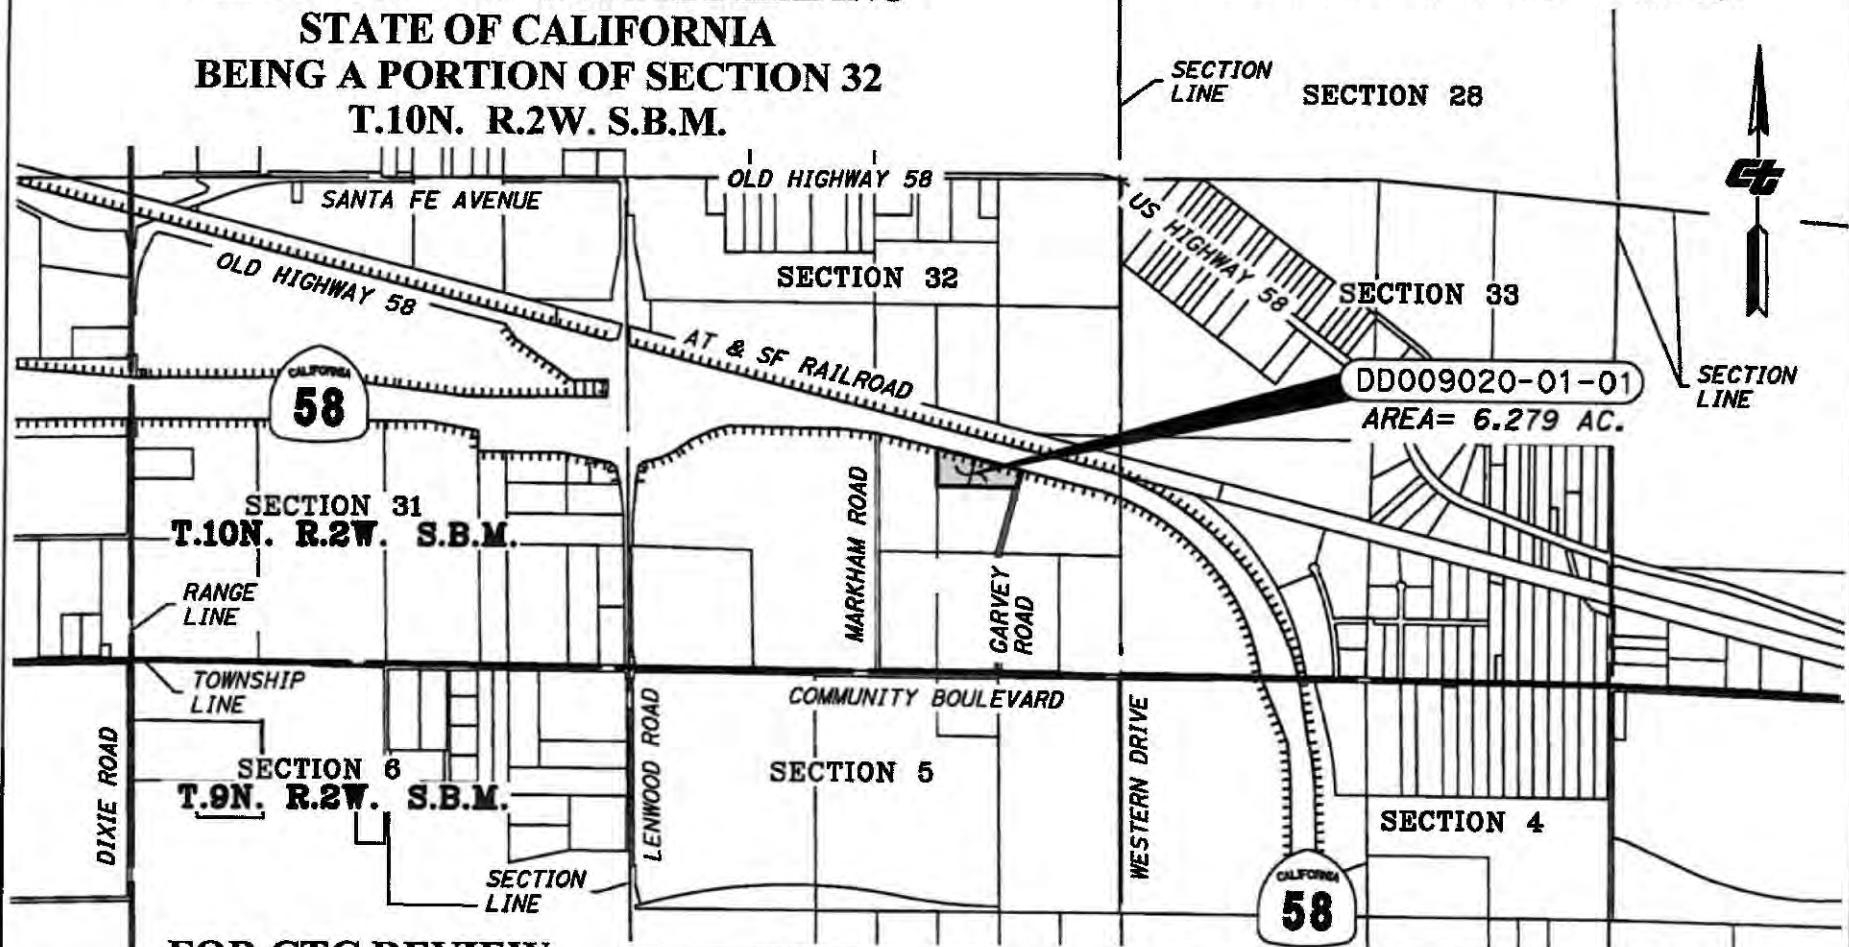 STATE OF CALIFORNIA
BEING A PORTION OF SECTION 32
T.10N. R.2W. S.B.M.
SECTION
LINE
SECTION 28
Ct
SANTA FE AVENUE
OLD HIGHWAY 58
US HIGHWAY 58
OLD HIGHWAY 58
SECTION 32
SECTION 33
AT & SF RAILROAD
CALIFORNIA
58
DD009020-01-01
AREA= 6.279 AC.
SECTION
LINE
SECTION 31
T.10N. R.2W. S.B.M.
MARKHAM ROAD
GARVEY
ROAD
RANGE
LINE
TOWNSHIP
LINE
COMMUNITY BOULEVARD
DIXIE ROAD
LENWOOD ROAD
WESTERN DRIVE
SECTION 6
T.9N. R.2W. S.B.M.
SECTION 5
SECTION 4
SECTION
LINE
CALIFORNIA
58
FOR CTC REVIEW